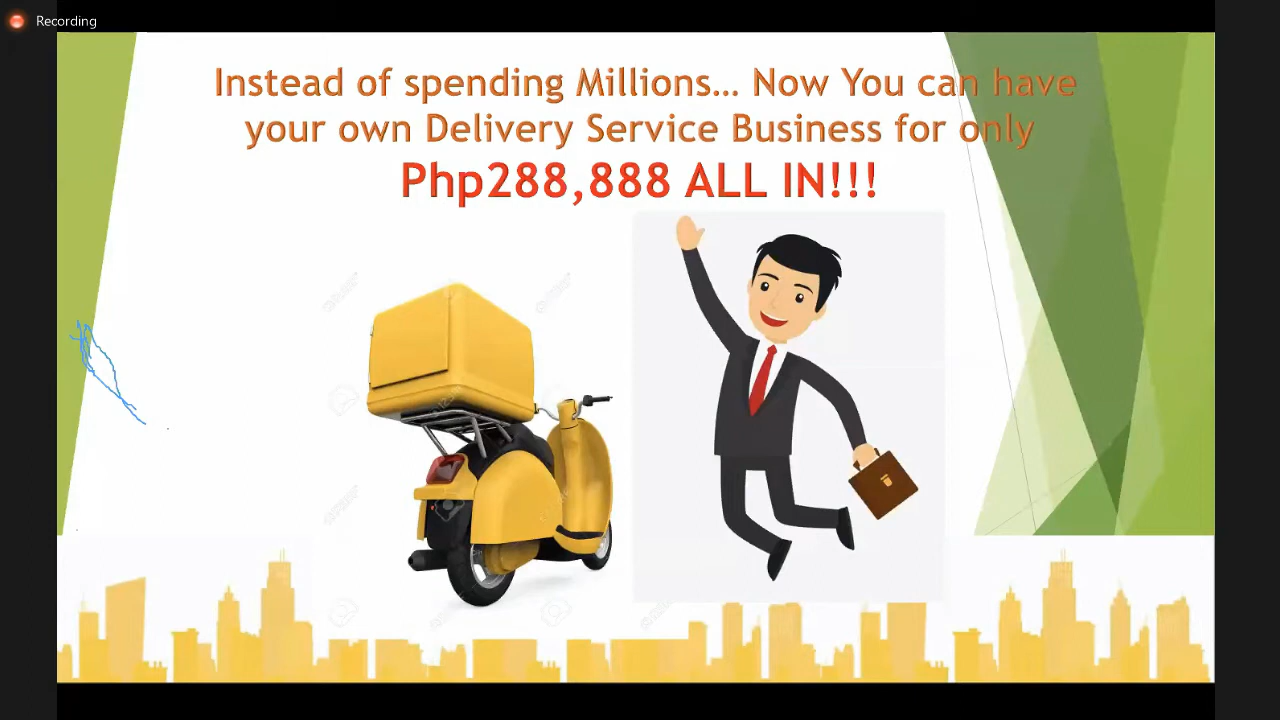 Recording
Instead of spending Millions… Now You can have
your own Delivery Service Business for only
Php288,888 ALL IN!!!